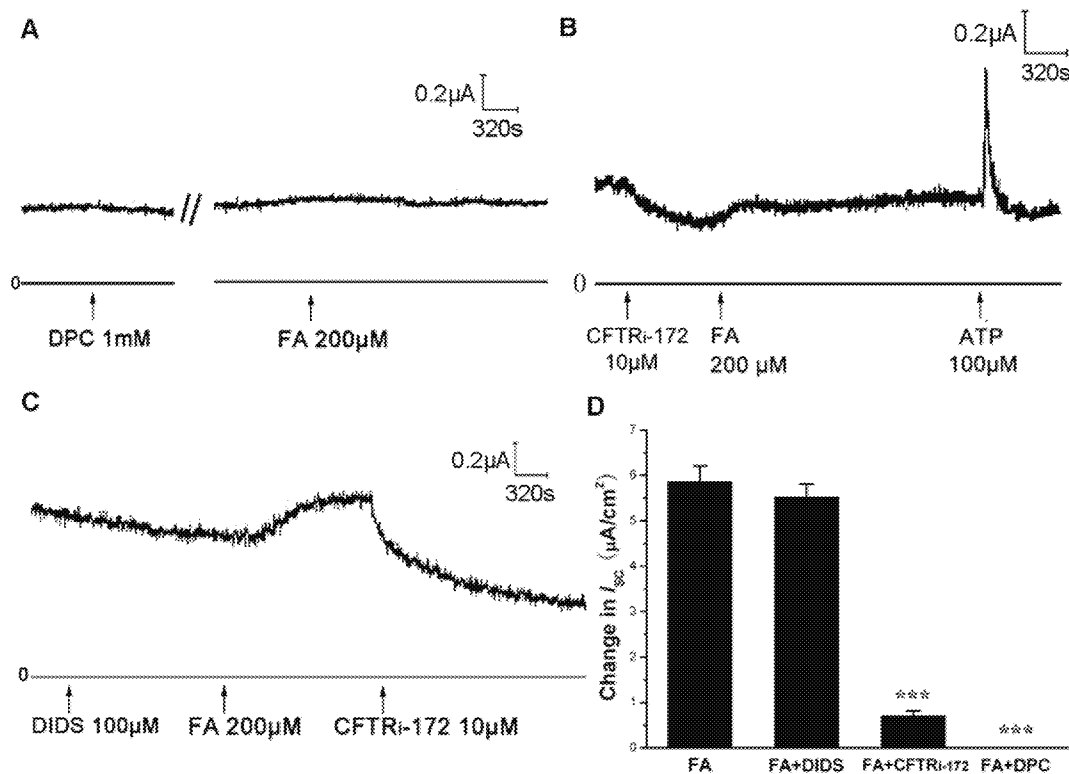 A
0.2μA
320s
0
DPC 1mM
FA 200μM
B
0.2μA
320s
0
CFTRi-172
10μM
FA
200 μM
ATP
100μM
C
0.2μA
320s
0
DIDS 100μM
FA 200μM
CFTRi-172 10μM
D
Change in Isc (μA/cm2)
7
6
5
4
3
2
1
0
***
***
FA
FA+DIDS
FA+CFTRi-172
FA+DPC